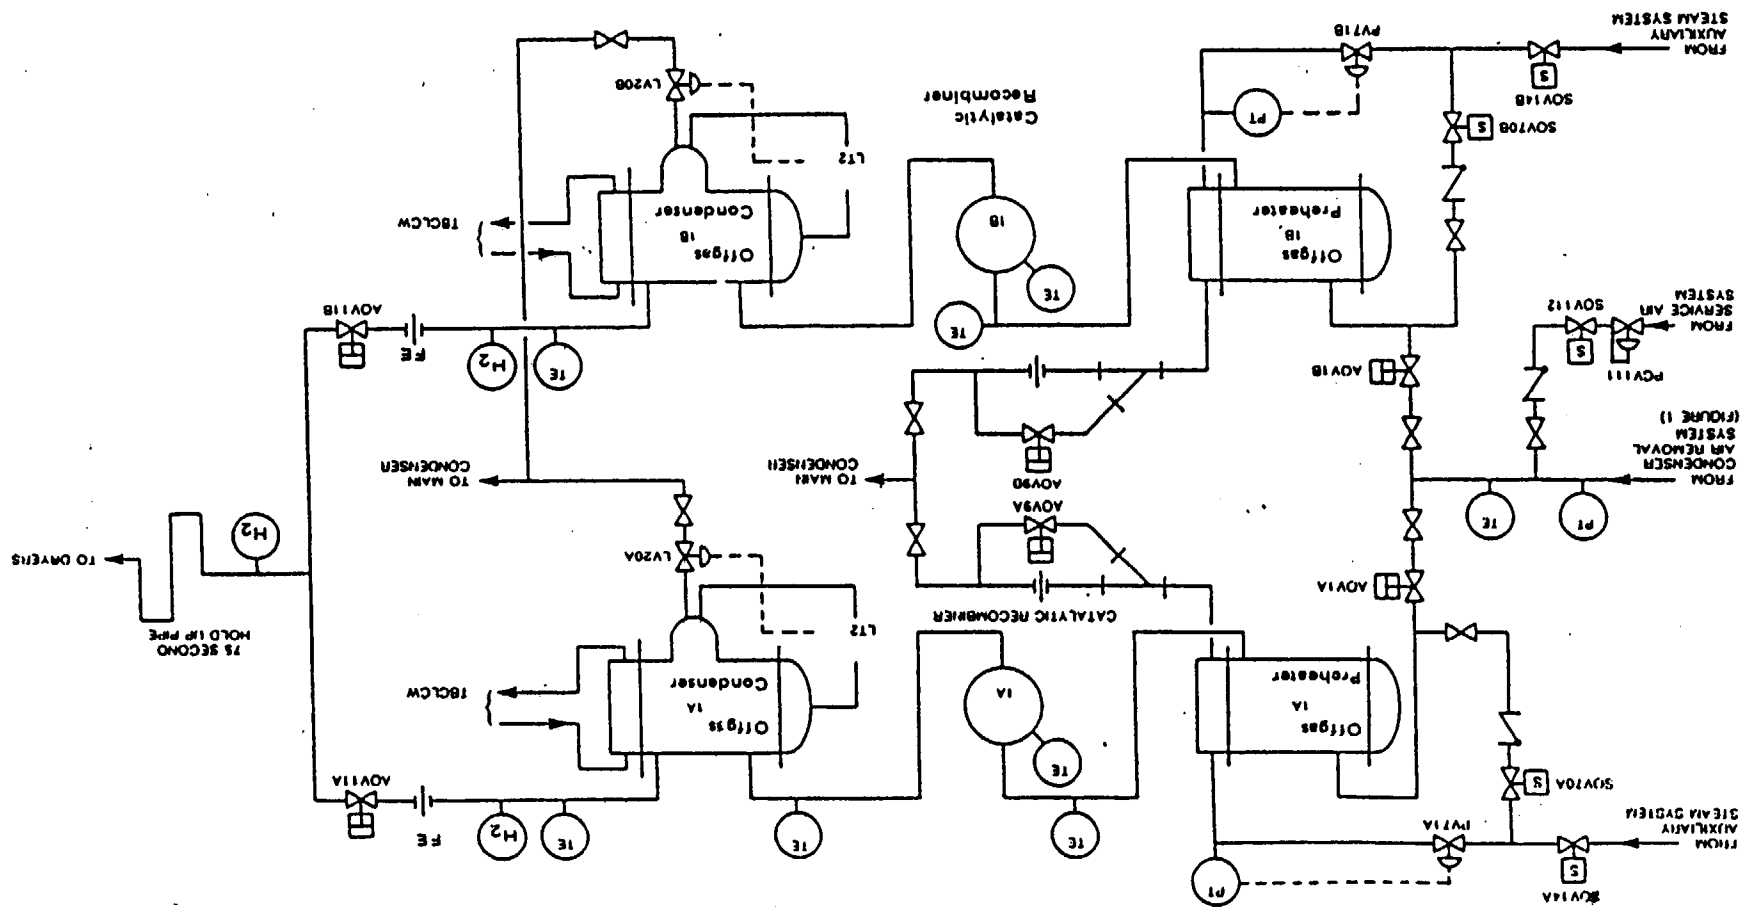 SOV14A
S
PT
FROM
AUXILIARY
STEAM SYSTEM
PV71A
TE
TE
TE
H2
FE
AOV11A
SOV70A
S
TE
Offgas
1A
Preheater
1A
Offgas
1A
Condenser
TBCLCW
75 SECOND
HOLD UP PIPE
LT2
CATALYTIC RECOMBINER
AOV1A
LV20A
TO DRYERS
H2
PT
TE
AOV9A
FROM
CONDENSER
AIR REMOVAL
SYSTEM
(FIGURE 1)
AOV9B
TO MAIN
CONDENSER
TO MAIN
CONDENSER
AOV1B
TE
H2
PCV111
SOV112
S
FROM
SERVICE AIR
SYSTEM
TE
FE
AOV11B
TE
Offgas
1B
Preheater
1B
Offgas
1B
Condenser
TBCLCW
LT2
SOV70B
S
PT
Catalytic
Recombiner
LV20B
SOV14B
S
PV71B
FROM
AUXILIARY
STEAM SYSTEM